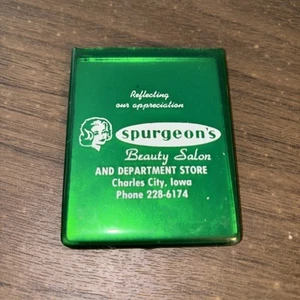 Reflecting
our appreciation
spurgeon's
Beauty Salon
AND DEPARTMENT STORE
Charles City, Iowa
Phone 228-6174